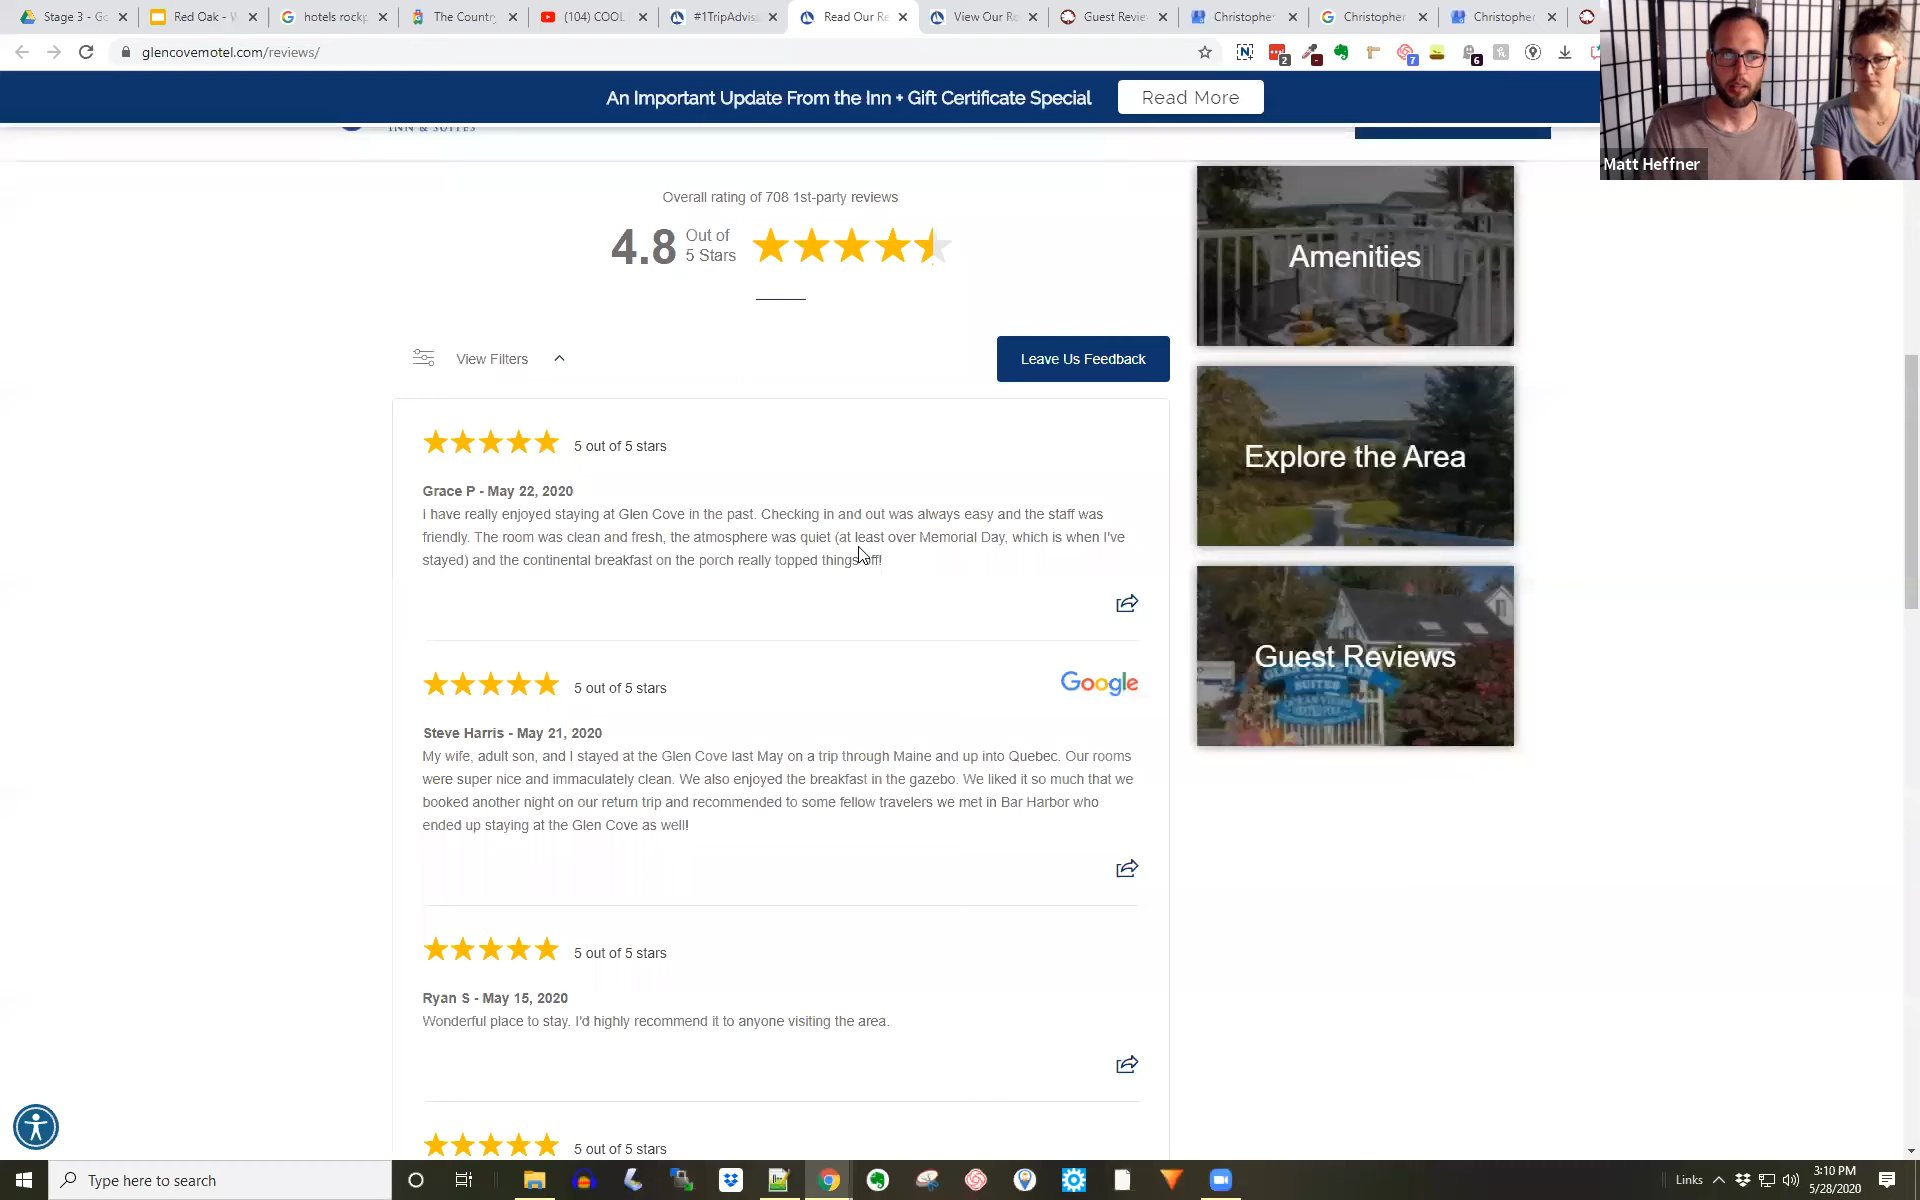 Stage 3 - Go
Red Oak - W
hotels rockp
The Country
(104) COOL
#1TripAdvis
Read Our Re
View Our Ro
Guest Revie
Christopher
Christopher
Christopher
glencovemotel.com/reviews/
2
7
6
An Important Update From the Inn + Gift Certificate Special
Read More
Matt Heffner
INN & SUITES
Overall rating of 708 1st-party reviews
4.8
Out of
5 Stars
View Filters
Leave Us Feedback
5 out of 5 stars
Grace P - May 22, 2020
I have really enjoyed staying at Glen Cove in the past. Checking in and out was always easy and the staff was
friendly. The room was clean and fresh, the atmosphere was quiet (at least over Memorial Day, which is when I've
stayed) and the continental breakfast on the porch really topped things off!
5 out of 5 stars
Google
Steve Harris - May 21, 2020
My wife, adult son, and I stayed at the Glen Cove last May on a trip through Maine and up into Quebec. Our rooms
were super nice and immaculately clean. We also enjoyed the breakfast in the gazebo. We liked it so much that we
booked another night on our return trip and recommended to some fellow travelers we met in Bar Harbor who
ended up staying at the Glen Cove as well!
5 out of 5 stars
Ryan S - May 15, 2020
Wonderful place to stay. I'd highly recommend it to anyone visiting the area.
5 out of 5 stars
Amenities
Explore the Area
Guest Reviews
GLEN COVE INN
SUITES
Type here to search
Links
3:10 PM
5/28/2020